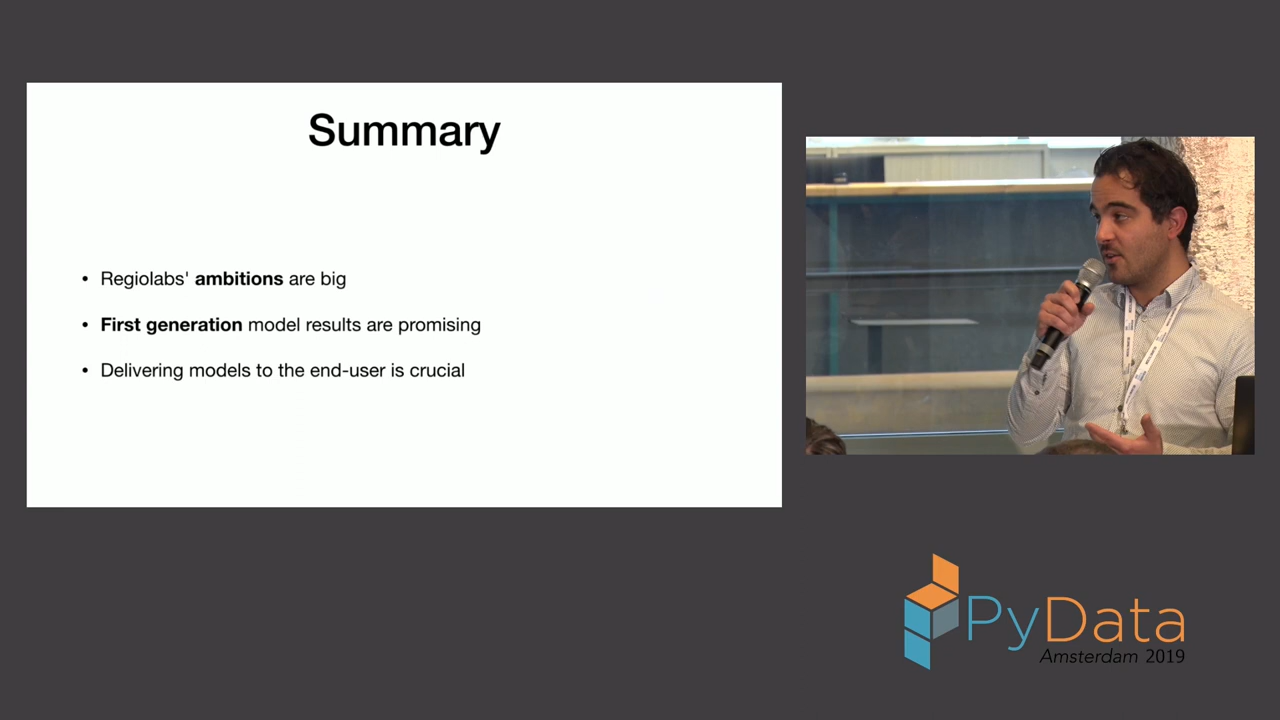 Summary
• Regiolabs' ambitions are big
• First generation model results are promising
• Delivering models to the end-user is crucial
PyData
Amsterdam 2019